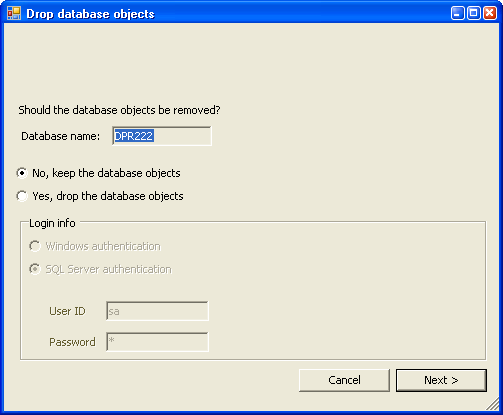 Drop database objects
Should the database objects be removed?
Database name: DPR222
No, keep the database objects
Yes, drop the database objects
Login info
Windows authentication
SQL Server authentication
User ID sa
Password *
Cancel Next >